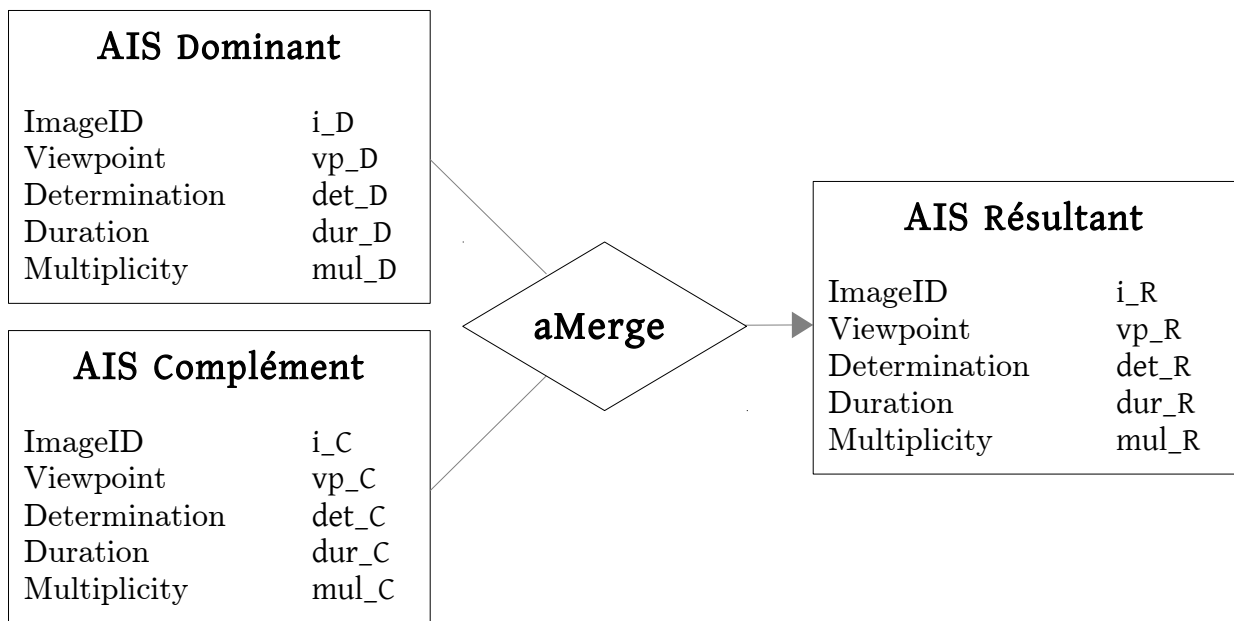 AIS Dominant
ImageID i_D
Viewpoint vp_D
Determination det_D
Duration dur_D
Multiplicity mul_D
AIS Complément
ImageID i_C
Viewpoint vp_C
Determination det_C
Duration dur_C
Multiplicity mul_C
aMerge
AIS Résultant
ImageID i_R
Viewpoint vp_R
Determination det_R
Duration dur_R
Multiplicity mul_R